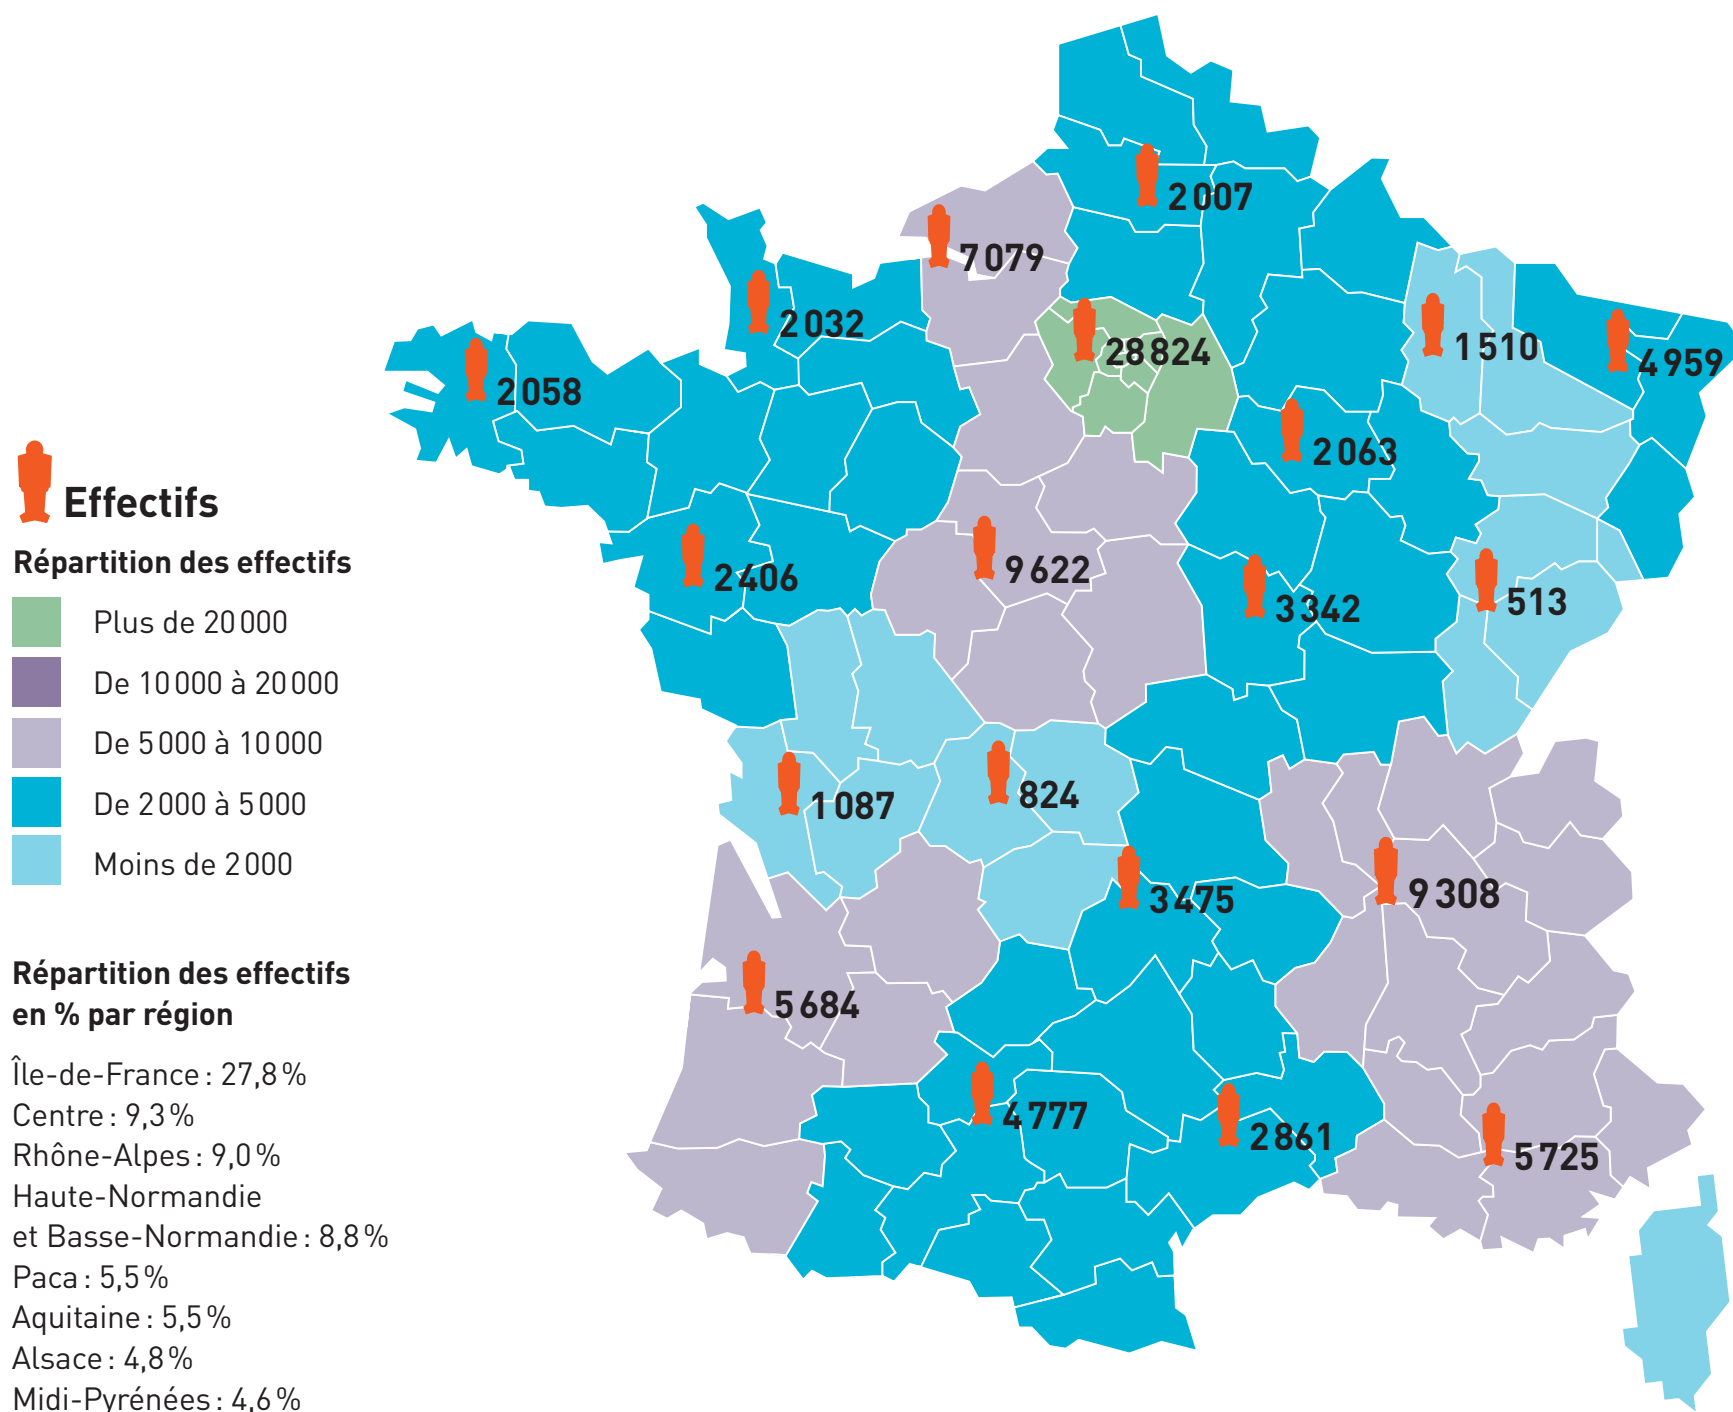 2 007
7 079
2 032
28 824
1 510
4 959
2 058
2 063
Effectifs
Répartition des effectifs
Plus de 20 000
De 10 000 à 20 000
De 5 000 à 10 000
De 2 000 à 5 000
Moins de 2 000
2 406
9 622
3 342
513
1 087
824
3 475
9 308
5 684
4 777
2 861
5 725
Répartition des effectifs
en % par région
Île-de-France : 27,8 %
Centre : 9,3 %
Rhône-Alpes : 9,0 %
Haute-Normandie
et Basse-Normandie : 8,8 %
Paca : 5,5 %
Aquitaine : 5,5 %
Alsace : 4,8 %
Midi-Pyrénées : 4,6 %